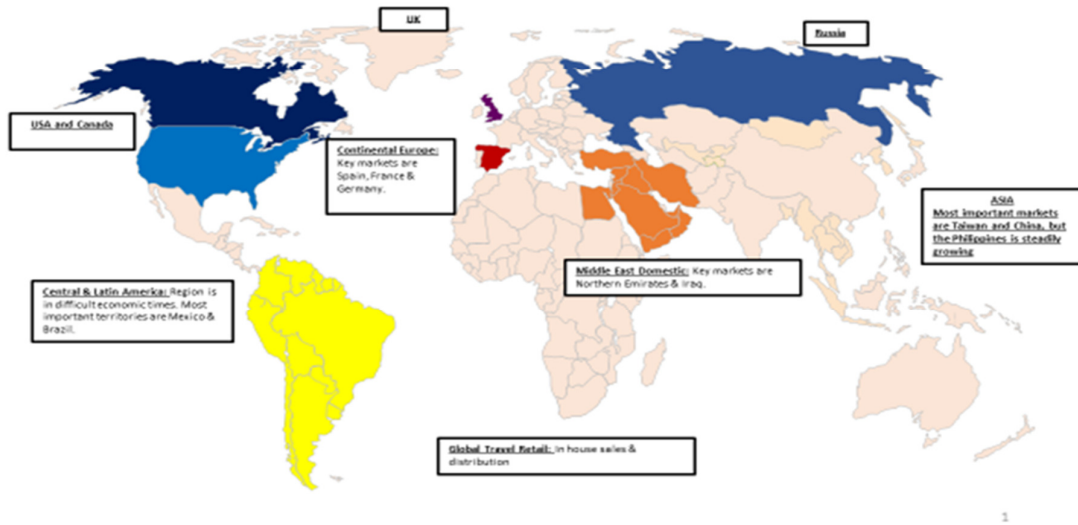 UK
Russia
USA and Canada
Continental Europe:
Key markets are
Spain, France &
Germany.
ASIA
Most important markets
are Taiwan and China, but
the Philippines is steadily
growing
Middle East Domestic: Key markets are
Northern Emirates & Iraq.
Central & Latin America: Region is
in difficult economic times. Most
important territories are Mexico &
Brazil.
Global Travel Retail: In house sales &
distribution
1